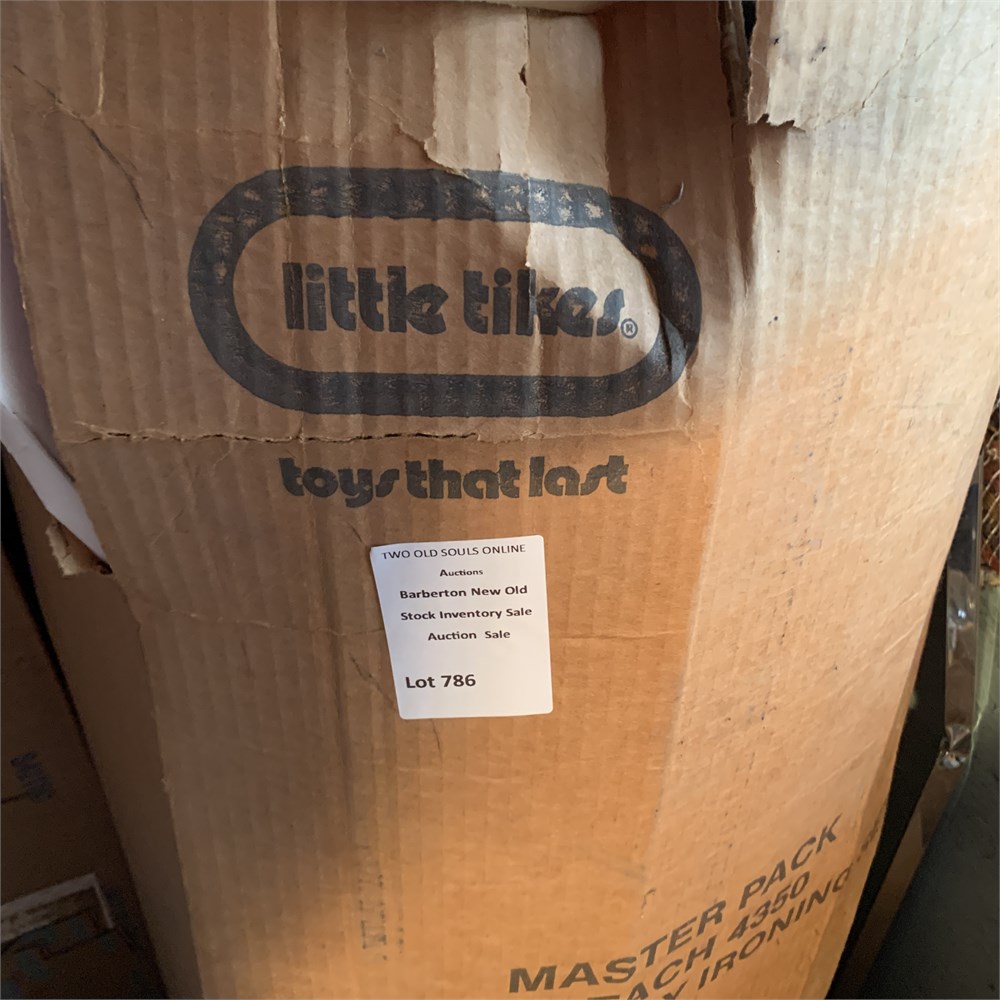 little tikes®
toys that last
TWO OLD SOULS ONLINE
Auctions
Barberton New Old
Stock Inventory Sale
Auction Sale
Lot 786
MASTER PACK
EACH 4350
IRONING